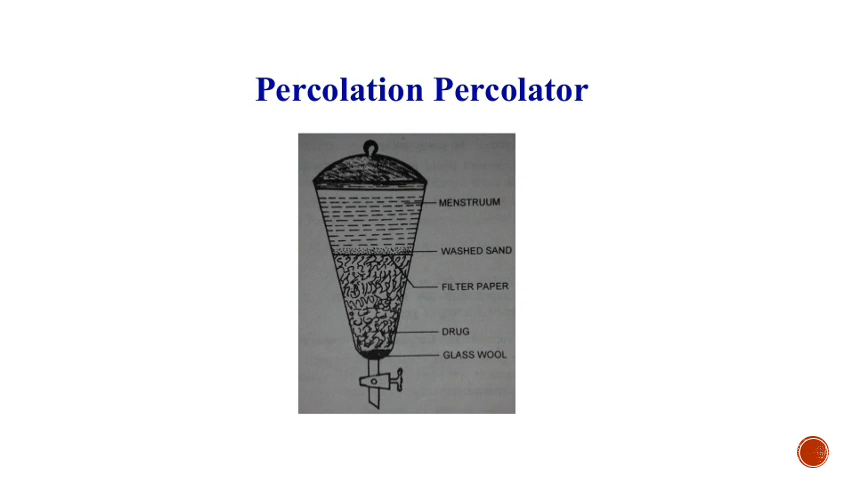 Percolation Percolator
MENSTRUUM
WASHED SAND
FILTER PAPER
DRUG
GLASS WOOL